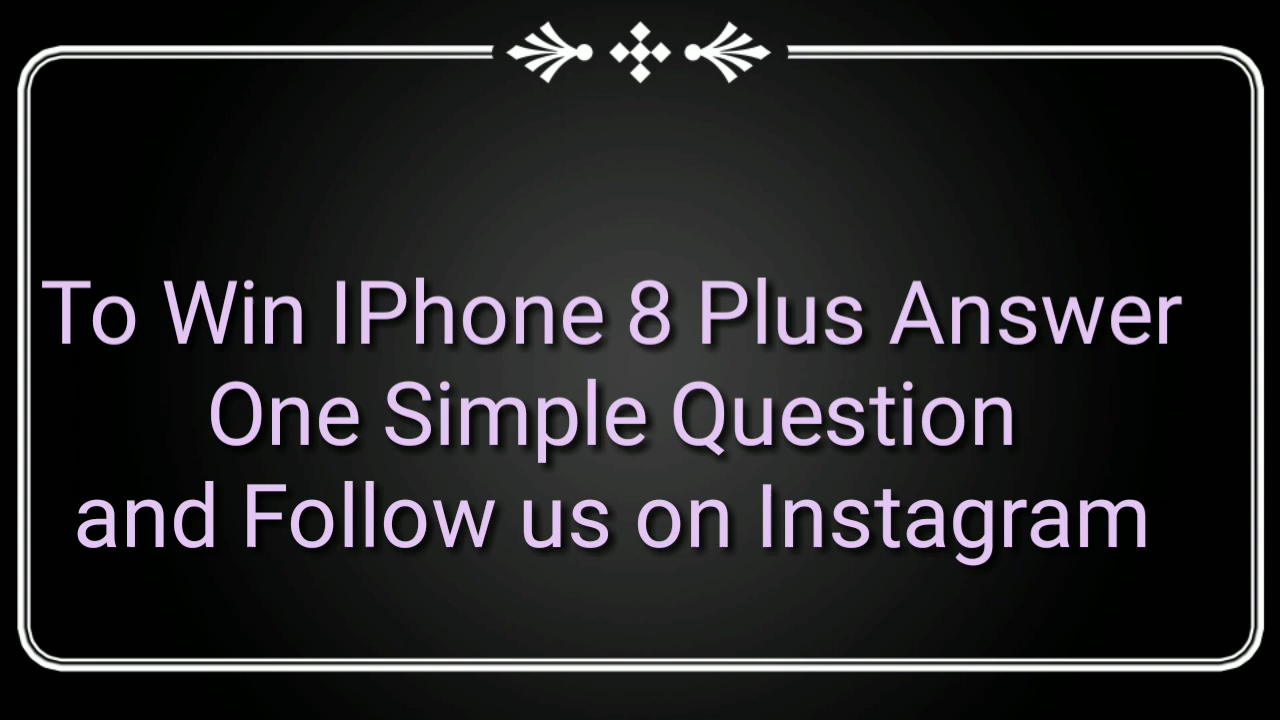 To Win IPhone 8 Plus Answer
One Simple Question
and Follow us on Instagram